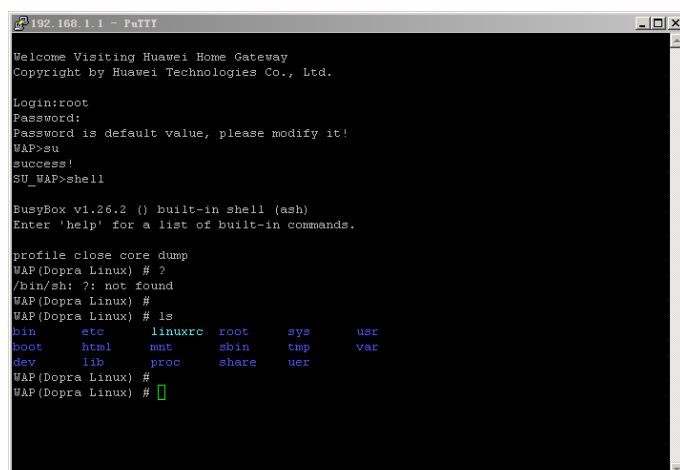 192.168.1.1 - PuTTY
Welcome Visiting Huawei Home Gateway
Copyright by Huawei Technologies Co., Ltd.
Login:root
Password:
Password is default value, please modify it!
WAP>su
success!
SU_WAP>shell
BusyBox v1.26.2 () built-in shell (ash)
Enter 'help' for a list of built-in commands.
profile close core dump
WAP(Dopra Linux) # ?
/bin/sh: ?: not found
WAP(Dopra Linux) #
WAP(Dopra Linux) # ls
bin etc linuxrc root sys usr
boot html mnt sbin tmp var
dev lib proc share uer
WAP(Dopra Linux) #
WAP(Dopra Linux) #